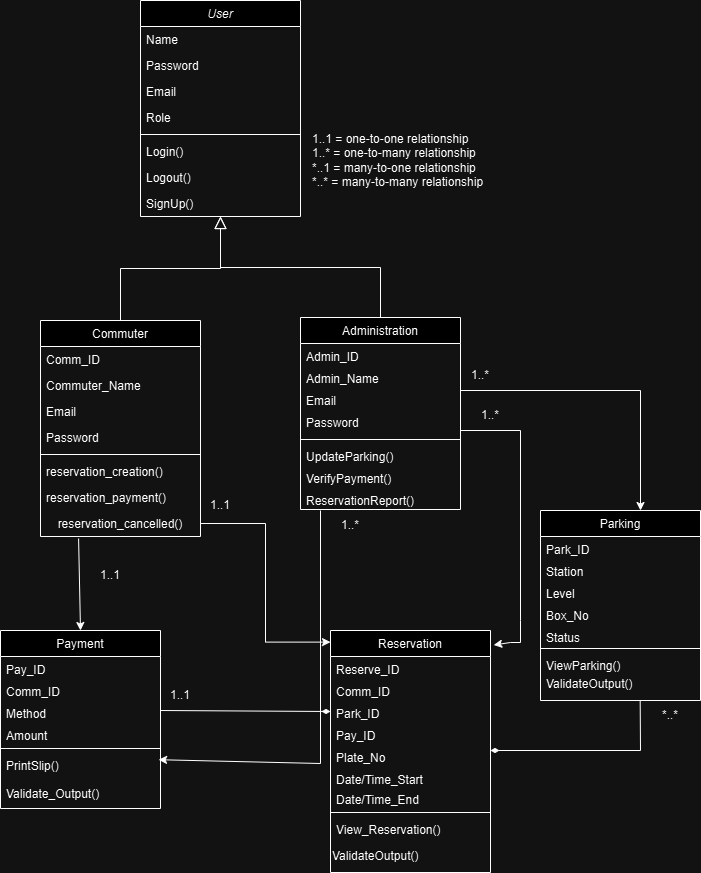 User
Name
Password
Email
Role
Login()
Logout()
SignUp()
1..1 = one-to-one relationship
1..* = one-to-many relationship
*..1 = many-to-one relationship
*..* = many-to-many relationship
Commuter
Comm_ID
Commuter_Name
Email
Password
reservation_creation()
reservation_payment()
reservation_cancelled()
Administration
Admin_ID
Admin_Name
Email
Password
UpdateParking()
VerifyPayment()
ReservationReport()
1..*
1..*
1..1
1..*
1..1
Parking
Park_ID
Station
Level
Box_No
Status
ViewParking()
ValidateOutput()
*..*
Payment
Pay_ID
Comm_ID
Method
Amount
PrintSlip()
Validate_Output()
1..1
Reservation
Reserve_ID
Comm_ID
Park_ID
Pay_ID
Plate_No
Date/Time_Start
Date/Time_End
View_Reservation()
ValidateOutput()